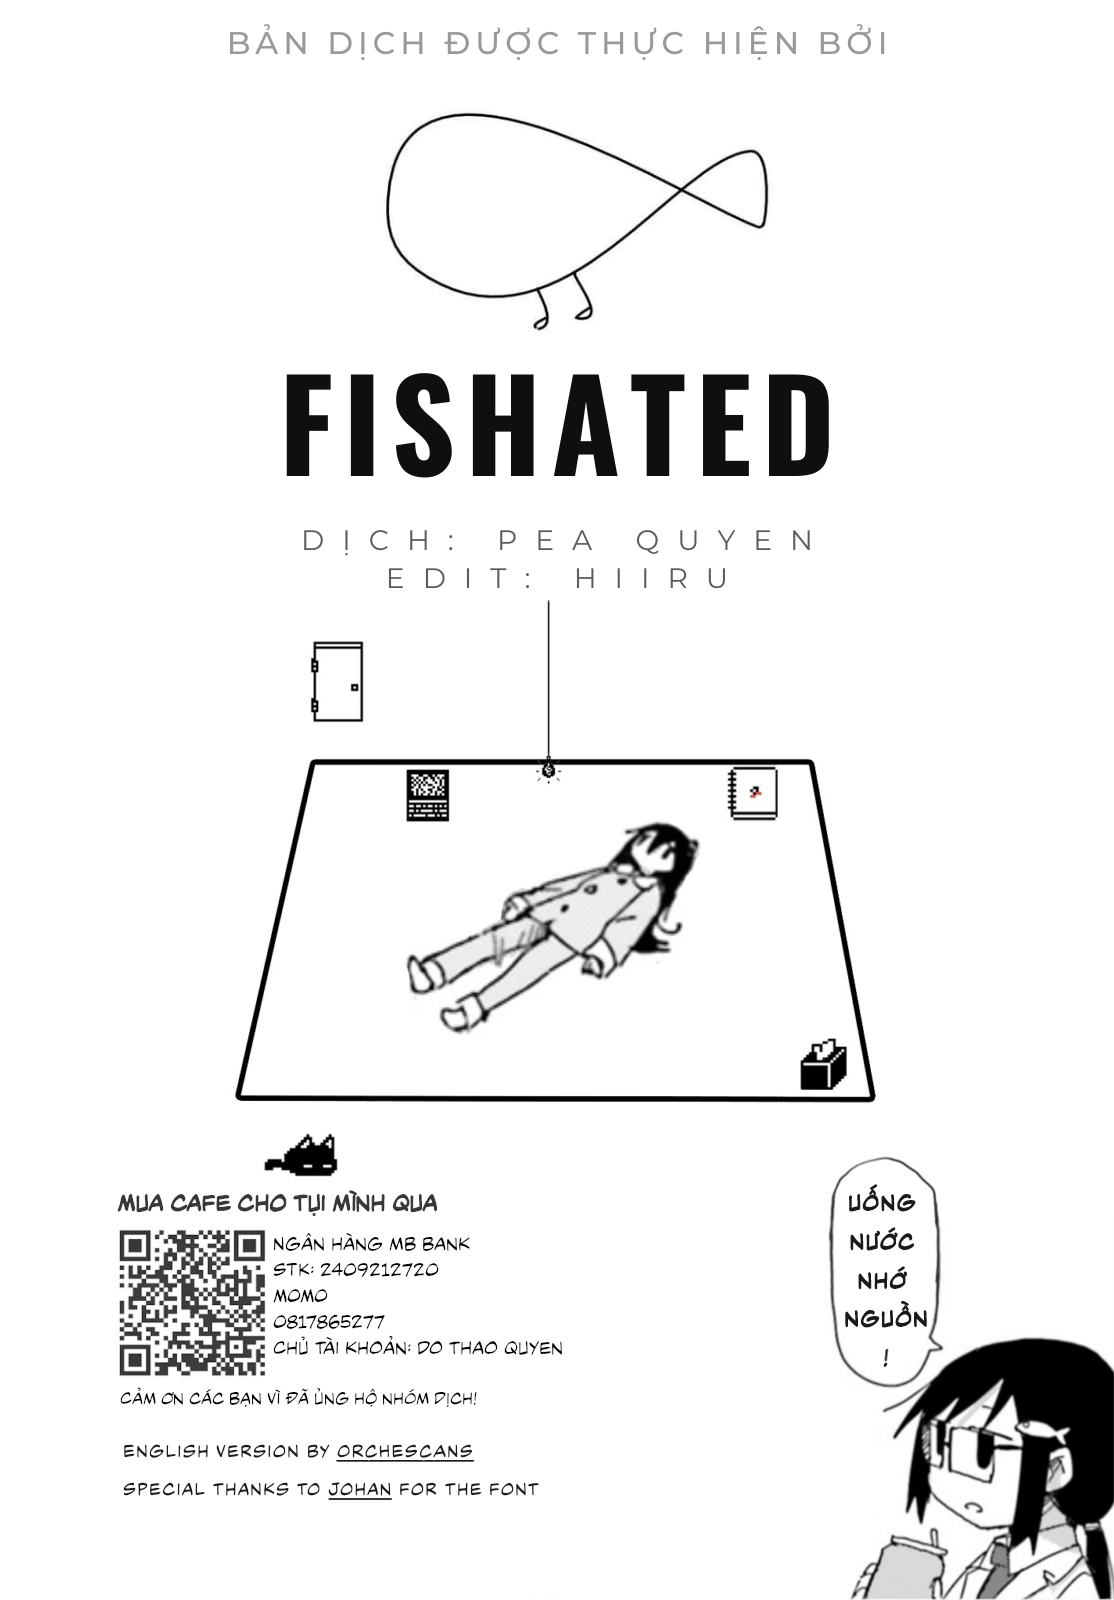 BẢN DỊCH ĐƯỢC THỰC HIỆN BỞI
FISHATED
DỊCH: PEA QUYEN
EDIT: HIIRU
MUA CAFE CHO TỤI MÌNH QUA
NGÂN HÀNG MB BANK
STK: 2409212720
MOMO
0817865277
CHỦ TÀI KHOẢN: DO THAO QUYEN
CẢM ƠN CÁC BẠN VÌ ĐÃ ỦNG HỘ NHÓM DỊCH!
ENGLISH VERSION BY ORCHESCANS
SPECIAL THANKS TO JOHAN FOR THE FONT
UỐNG
NƯỚC
NHỚ
NGUỒN
!